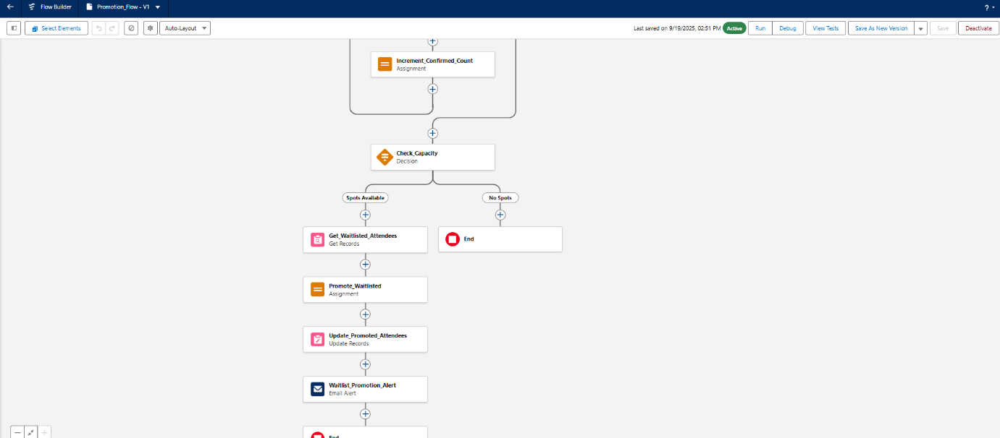 Flow Builder
Promotion_Flow - V1
?
Select Elements
Auto-Layout
Last saved on 9/19/2025, 02:51 PM
Active
Run
Debug
View Tests
Save As New Version
Save
Deactivate
Increment_Confirmed_Count
Assignment
Check_Capacity
Decision
Spots Available
No Spots
Get_Waitlisted_Attendees
Get Records
End
Promote_Waitlisted
Assignment
Update_Promoted_Attendees
Update Records
Waitlist_Promotion_Alert
Email Alert
End